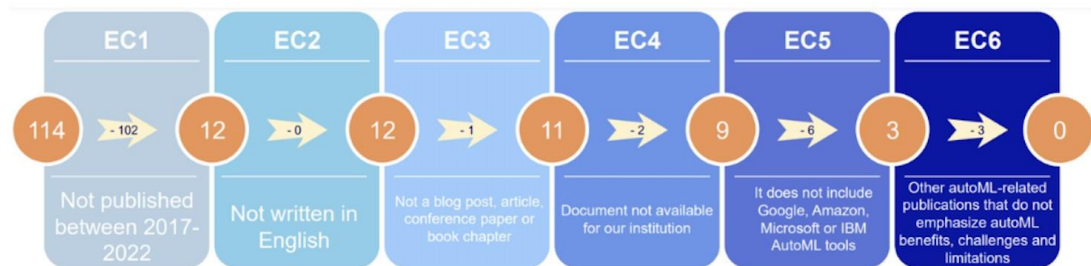 EC1
EC2
EC3
EC4
EC5
EC6
114
- 102
12
- 0
12
- 1
11
- 2
9
- 6
3
- 3
0
Not published
between 2017-
2022
Not written in
English
Not a blog post, article,
conference paper or
book chapter
Document not available
for our institution
It does not include
Google, Amazon,
Microsoft or IBM
AutoML tools
Other autoML-related
publications that do not
emphasize autoML
benefits, challenges and
limitations